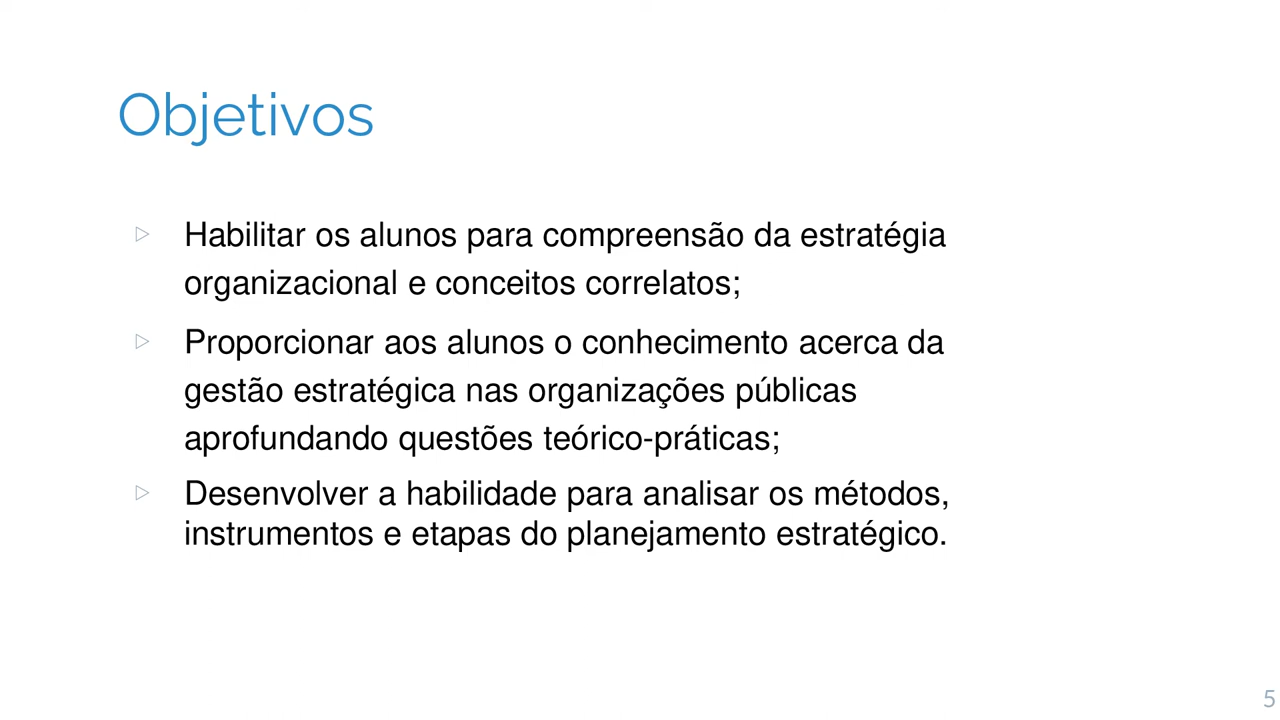 Objetivos
Habilitar os alunos para compreensão da estratégia
organizacional e conceitos correlatos;
Proporcionar aos alunos o conhecimento acerca da
gestão estratégica nas organizações públicas
aprofundando questões teórico-práticas;
Desenvolver a habilidade para analisar os métodos,
instrumentos e etapas do planejamento estratégico.
5